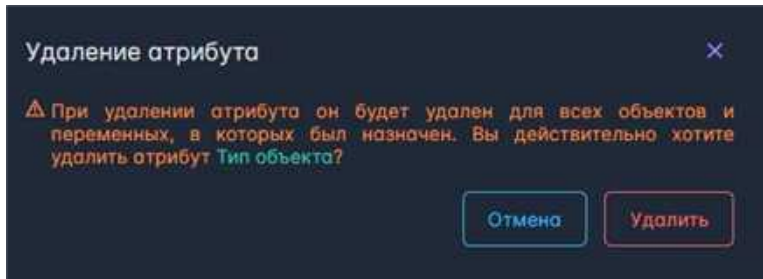 Удаление атрибута
При удалении атрибута он будет удален для всех объектов и
переменных, в которых был назначен. Вы действительно хотите
удалить атрибут Тип объекта?
Отмена Удалить